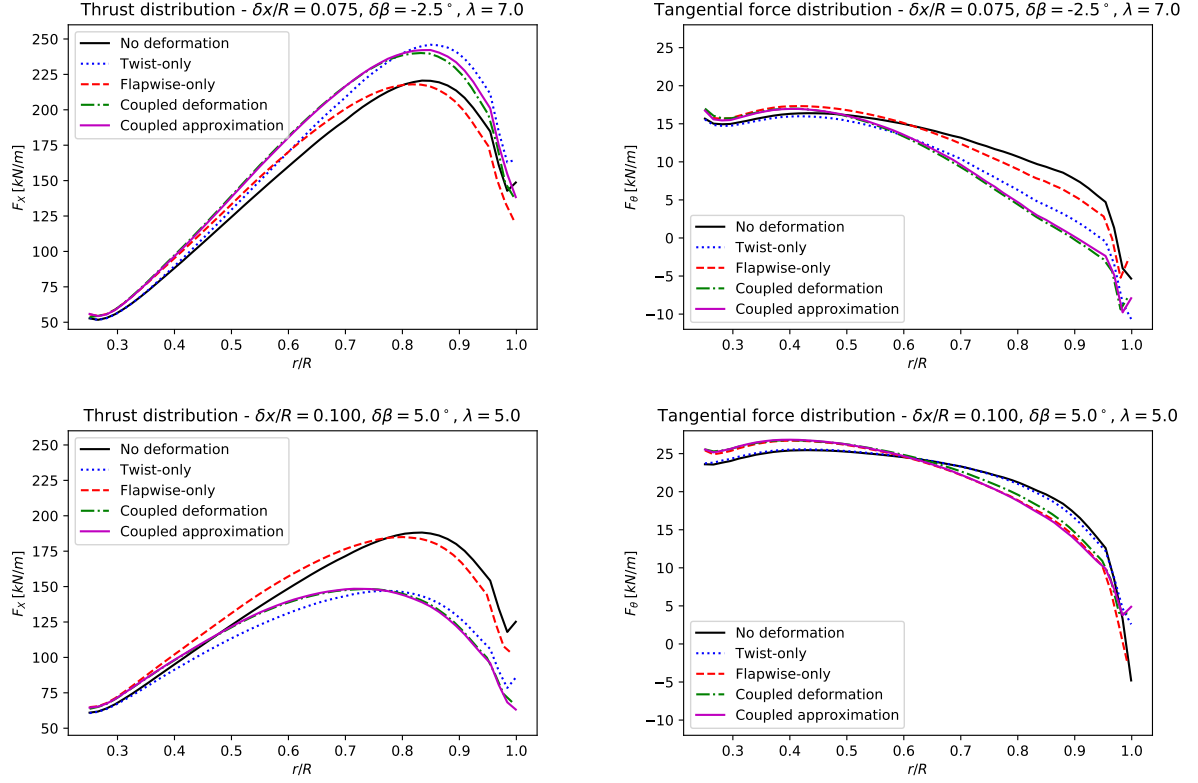 Thrust distribution - δx/R = 0.075, δβ = -2.5°, λ = 7.0
250
225
200
175
150
125
100
75
50
0.3 0.4 0.5 0.6 0.7 0.8 0.9 1.0
r/R
F_X [kN/m]
No deformation
Twist-only
Flapwise-only
Coupled deformation
Coupled approximation
Tangential force distribution - δx/R = 0.075, δβ = -2.5°, λ = 7.0
25
20
15
10
5
0
−5
−10
0.3 0.4 0.5 0.6 0.7 0.8 0.9 1.0
r/R
F_θ [kN/m]
No deformation
Twist-only
Flapwise-only
Coupled deformation
Coupled approximation
Thrust distribution - δx/R = 0.100, δβ = 5.0°, λ = 5.0
250
225
200
175
150
125
100
75
50
0.3 0.4 0.5 0.6 0.7 0.8 0.9 1.0
r/R
F_X [kN/m]
No deformation
Twist-only
Flapwise-only
Coupled deformation
Coupled approximation
Tangential force distribution - δx/R = 0.100, δβ = 5.0°, λ = 5.0
25
20
15
10
5
0
−5
−10
0.3 0.4 0.5 0.6 0.7 0.8 0.9 1.0
r/R
F_θ [kN/m]
No deformation
Twist-only
Flapwise-only
Coupled deformation
Coupled approximation